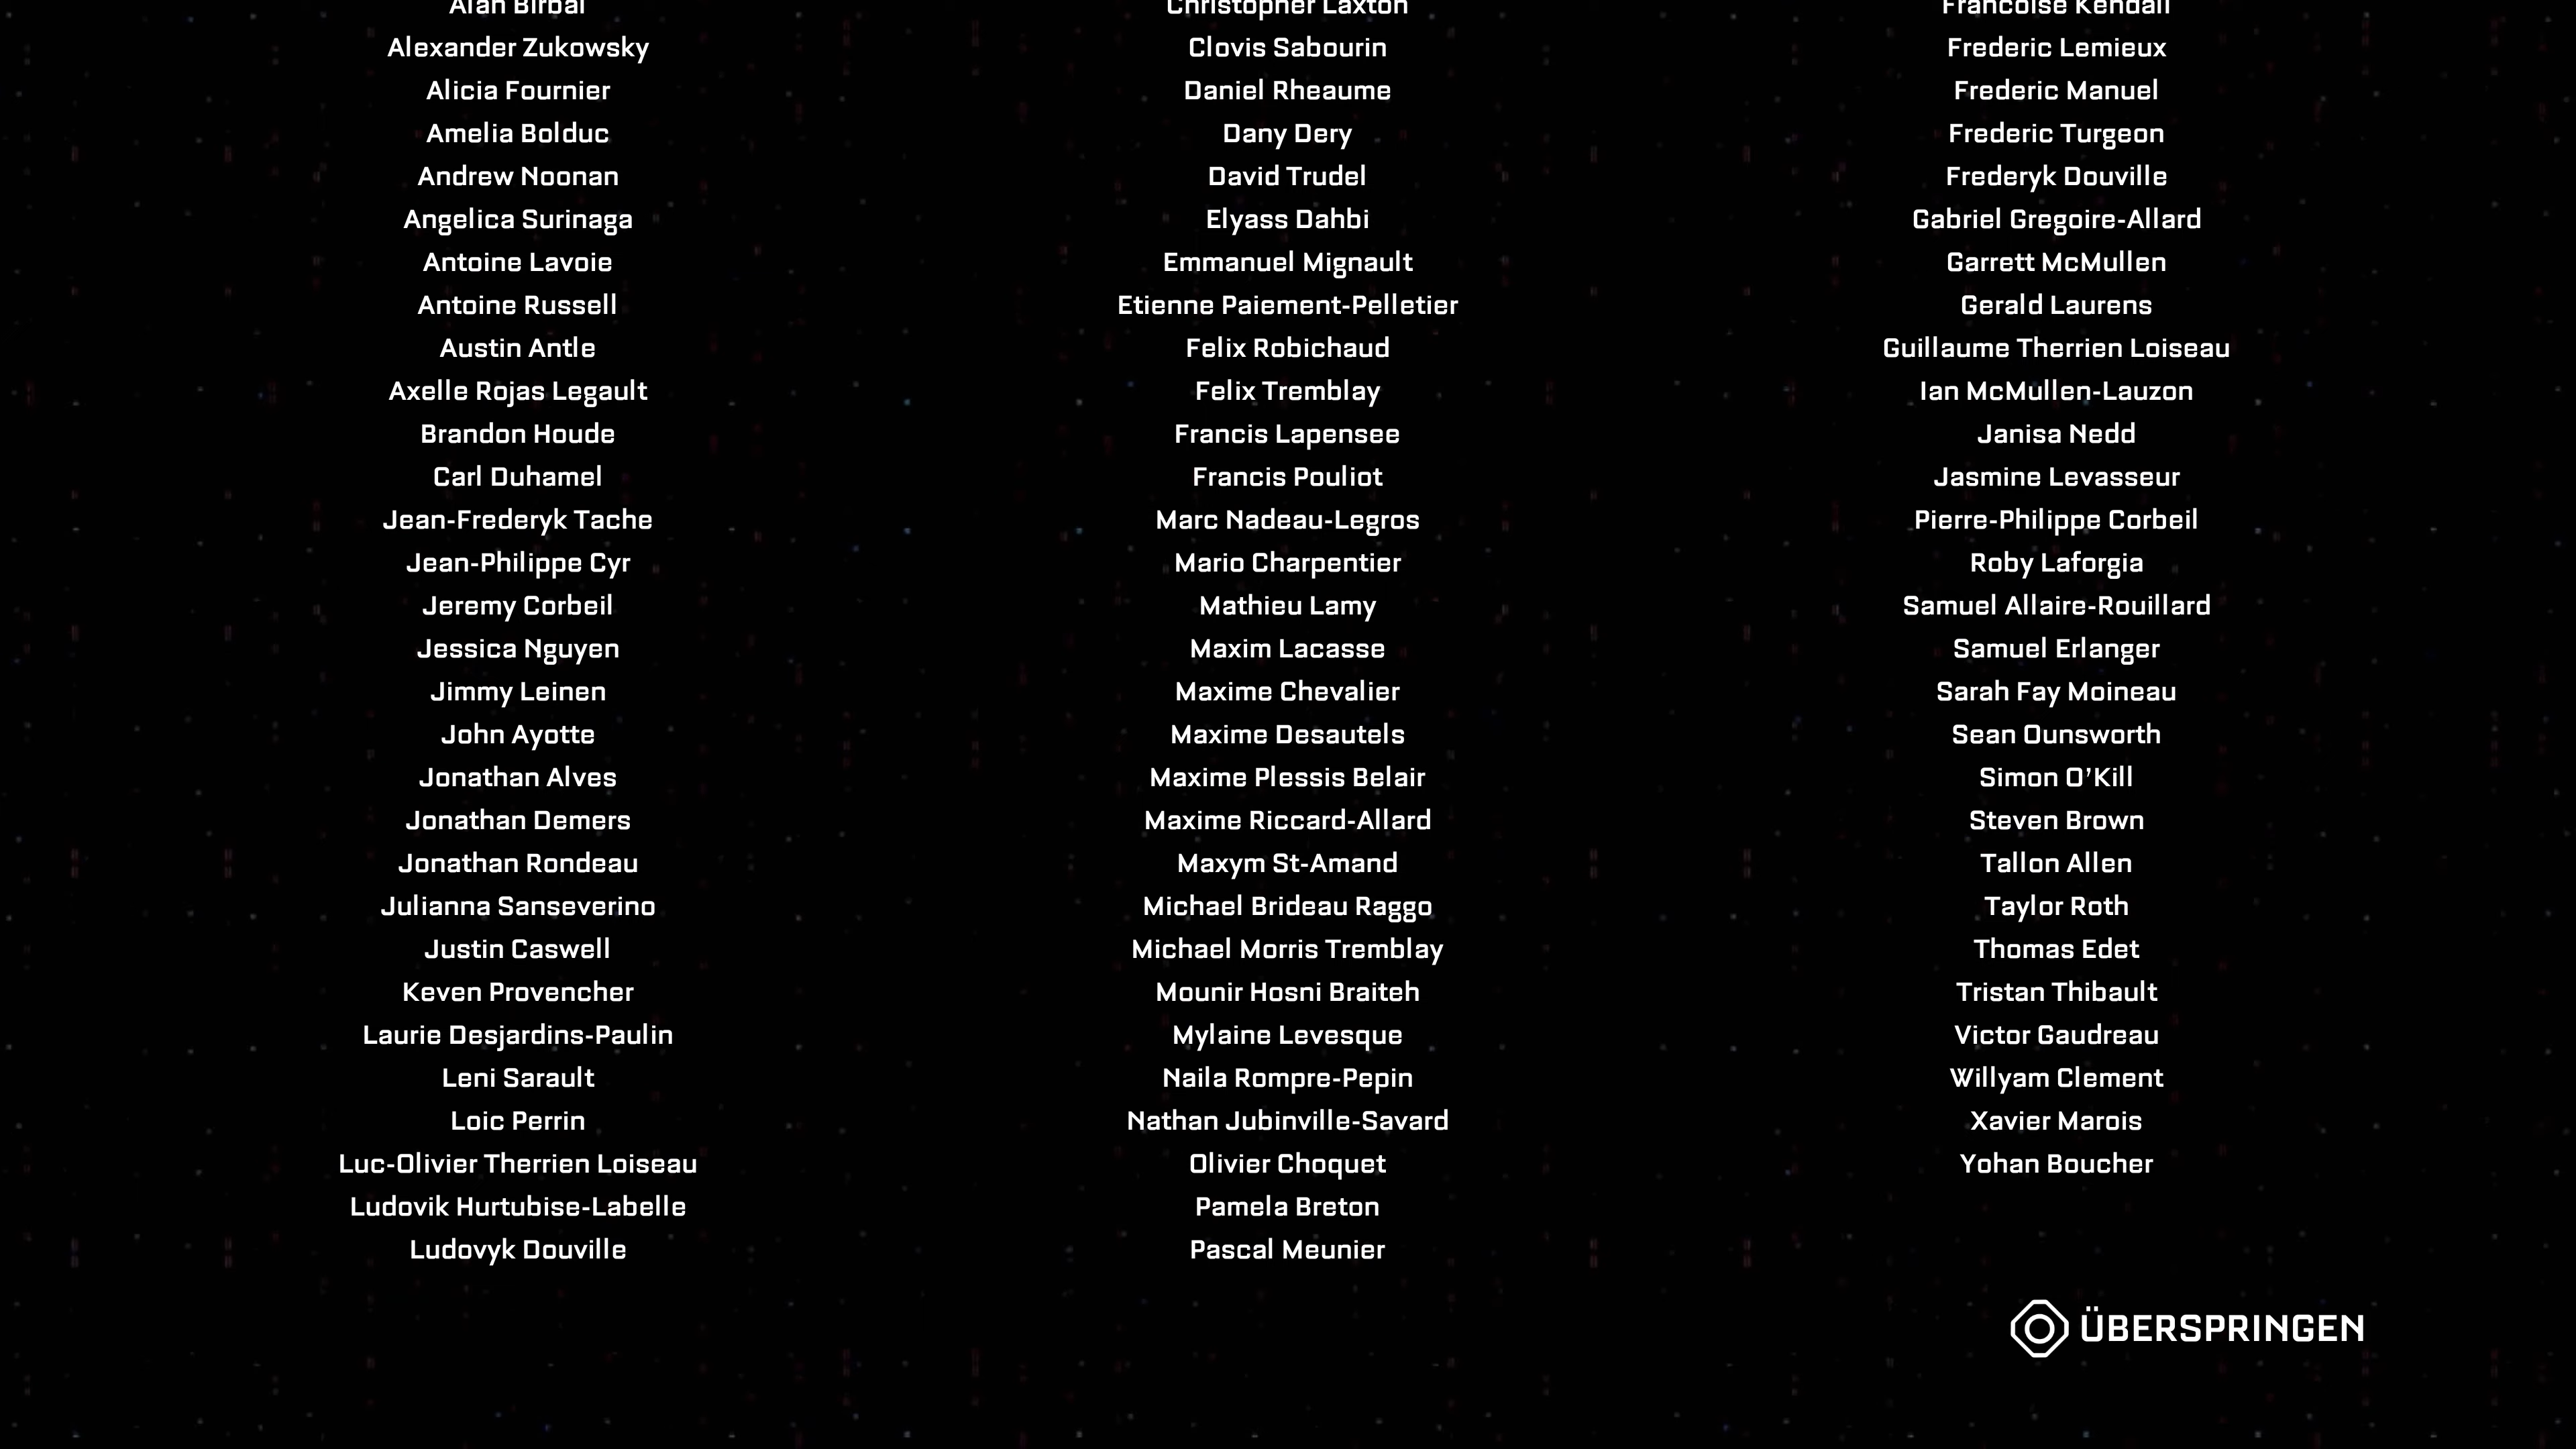 Alan Birbal
Alexander Zukowsky
Alicia Fournier
Amelia Bolduc
Andrew Noonan
Angelica Surinaga
Antoine Lavoie
Antoine Russell
Austin Antle
Axelle Rojas Legault
Brandon Houde
Carl Duhamel
Jean-Frederyk Tache
Jean-Philippe Cyr
Jeremy Corbeil
Jessica Nguyen
Jimmy Leinen
John Ayotte
Jonathan Alves
Jonathan Demers
Jonathan Rondeau
Julianna Sanseverino
Justin Caswell
Keven Provencher
Laurie Desjardins-Paulin
Leni Sarault
Loic Perrin
Luc-Olivier Therrien Loiseau
Ludovik Hurtubise-Labelle
Ludovyk Douville
Christopher Laxton
Clovis Sabourin
Daniel Rheaume
Dany Dery
David Trudel
Elyass Dahbi
Emmanuel Mignault
Etienne Paiement-Pelletier
Felix Robichaud
Felix Tremblay
Francis Lapensee
Francis Pouliot
Marc Nadeau-Legros
Mario Charpentier
Mathieu Lamy
Maxim Lacasse
Maxime Chevalier
Maxime Desautels
Maxime Plessis Belair
Maxime Riccard-Allard
Maxym St-Amand
Michael Brideau Raggo
Michael Morris Tremblay
Mounir Hosni Braiteh
Mylaine Levesque
Naila Rompre-Pepin
Nathan Jubinville-Savard
Olivier Choquet
Pamela Breton
Pascal Meunier
Francoise Kendall
Frederic Lemieux
Frederic Manuel
Frederic Turgeon
Frederyk Douville
Gabriel Gregoire-Allard
Garrett McMullen
Gerald Laurens
Guillaume Therrien Loiseau
Ian McMullen-Lauzon
Janisa Nedd
Jasmine Levasseur
Pierre-Philippe Corbeil
Roby Laforgia
Samuel Allaire-Rouillard
Samuel Erlanger
Sarah Fay Moineau
Sean Ounsworth
Simon O'Kill
Steven Brown
Tallon Allen
Taylor Roth
Thomas Edet
Tristan Thibault
Victor Gaudreau
Willyam Clement
Xavier Marois
Yohan Boucher
ÜBERSPRINGEN